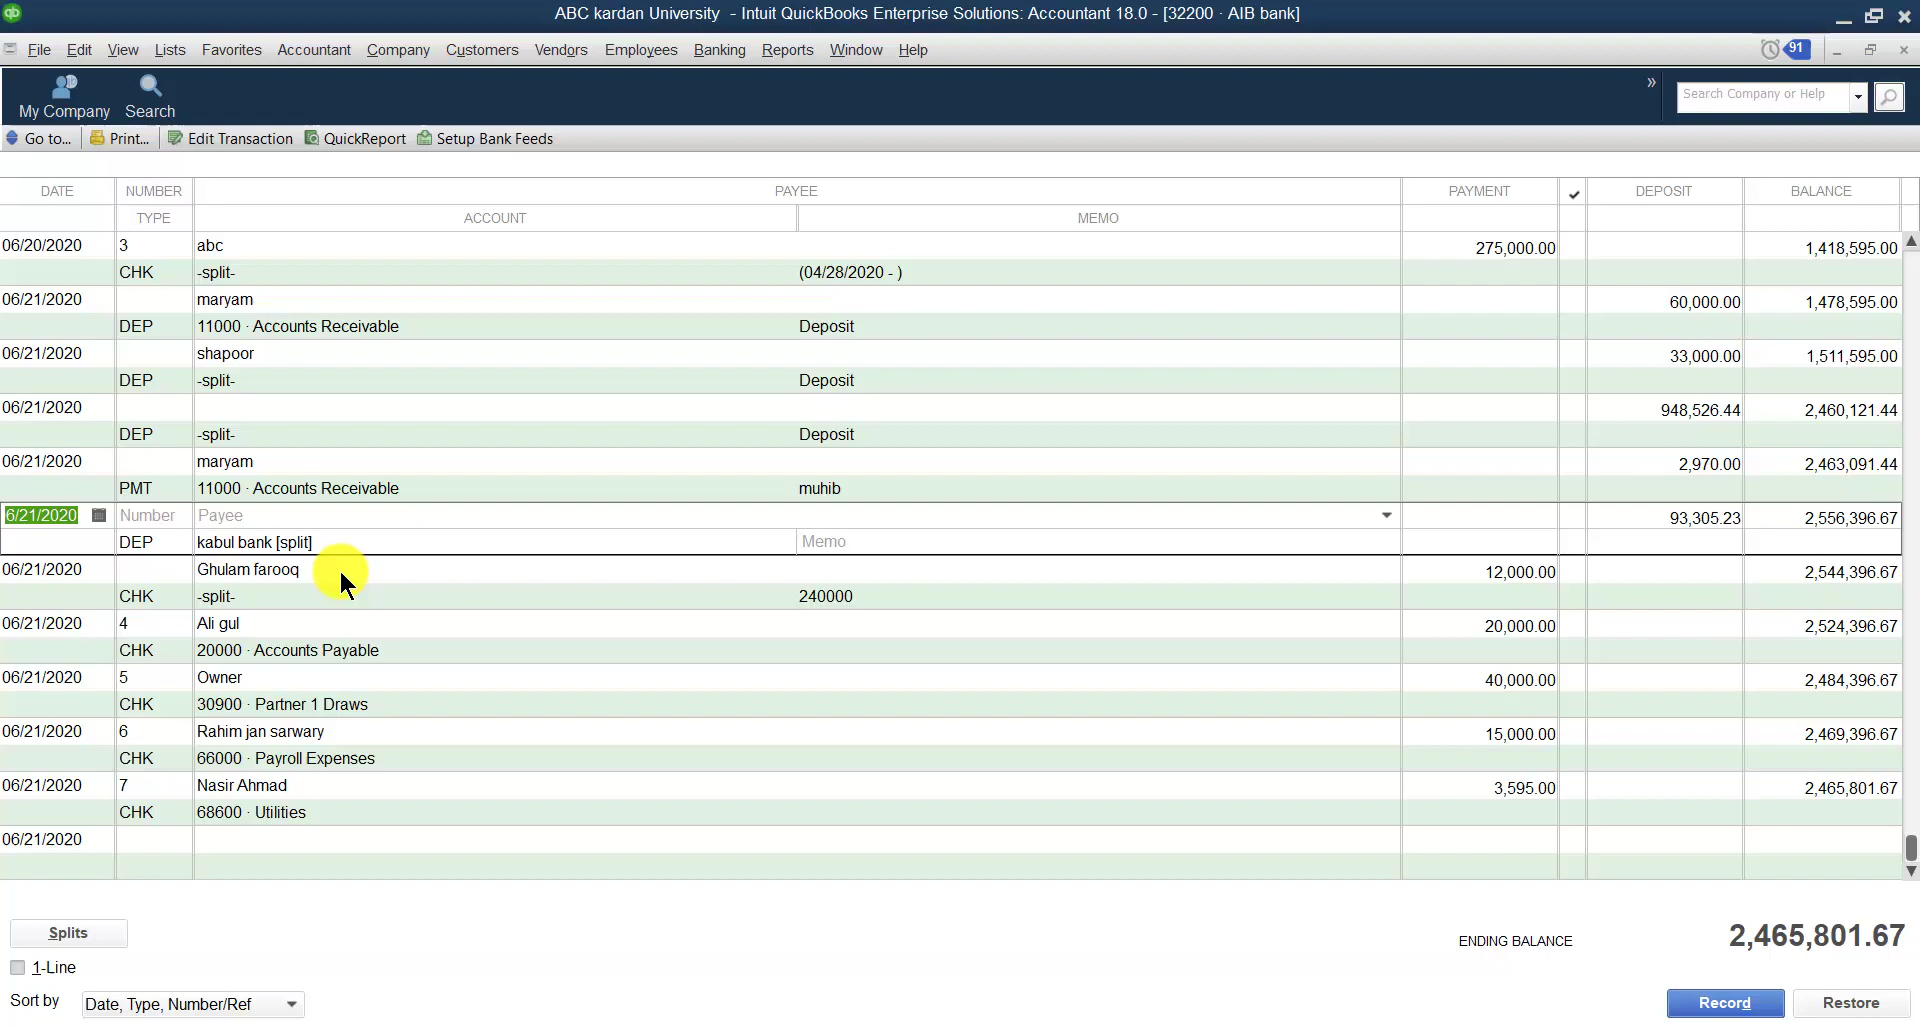 ABC kardan University - Intuit QuickBooks Enterprise Solutions: Accountant 18.0 - [32200 · AIB bank]
File Edit View Lists Favorites Accountant Company Customers Vendors Employees Banking Reports Window Help 91
My Company Search » Search Company or Help
Go to... Print... Edit Transaction QuickReport Setup Bank Feeds
DATE NUMBER PAYEE PAYMENT ✓ DEPOSIT BALANCE
TYPE ACCOUNT MEMO
06/20/2020 3 abc 275,000.00 1,418,595.00
CHK -split- (04/28/2020 - )
06/21/2020 maryam 60,000.00 1,478,595.00
DEP 11000 · Accounts Receivable Deposit
06/21/2020 shapoor 33,000.00 1,511,595.00
DEP -split- Deposit
06/21/2020 948,526.44 2,460,121.44
DEP -split- Deposit
06/21/2020 maryam 2,970.00 2,463,091.44
PMT 11000 · Accounts Receivable muhib
6/21/2020 Number Payee 93,305.23 2,556,396.67
DEP kabul bank [split] Memo
06/21/2020 Ghulam farooq 12,000.00 2,544,396.67
CHK -split- 240000
06/21/2020 4 Ali gul 20,000.00 2,524,396.67
CHK 20000 · Accounts Payable
06/21/2020 5 Owner 40,000.00 2,484,396.67
CHK 30900 · Partner 1 Draws
06/21/2020 6 Rahim jan sarwary 15,000.00 2,469,396.67
CHK 66000 · Payroll Expenses
06/21/2020 7 Nasir Ahmad 3,595.00 2,465,801.67
CHK 68600 · Utilities
06/21/2020
Splits ENDING BALANCE 2,465,801.67
1-Line
Sort by Date, Type, Number/Ref Record Restore